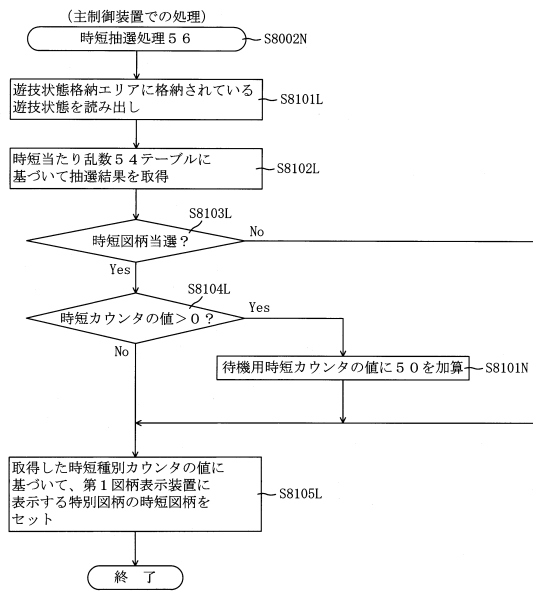 （主制御装置での処理）
時短抽選処理５６
S8002N
遊技状態格納エリアに格納されている
遊技状態を読み出し
S8101L
時短当たり乱数５４テーブルに
基づいて抽選結果を取得
S8102L
S8103L
時短図柄当選？
No
Yes
S8104L
時短カウンタの値＞０？
Yes
No
待機用時短カウンタの値に５０を加算
S8101N
取得した時短種別カウンタの値に
基づいて、第１図柄表示装置に
表示する特別図柄の時短図柄を
セット
S8105L
終 了